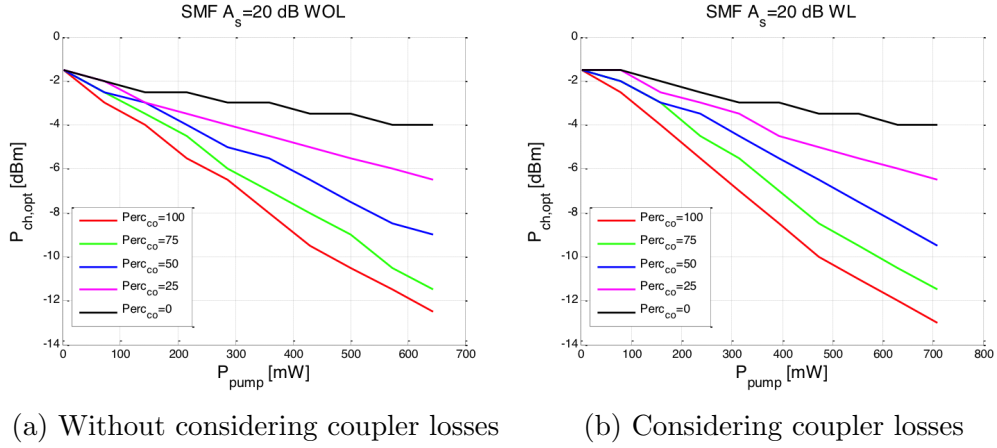 SMF A_s=20 dB WOL
0
-2
-4
-6
-8
-10
-12
-14
P_ch,opt [dBm]
Perc_co=100
Perc_co=75
Perc_co=50
Perc_co=25
Perc_co=0
0 100 200 300 400 500 600 700
P_pump [mW]
(a) Without considering coupler losses
SMF A_s=20 dB WL
0
-2
-4
-6
-8
-10
-12
-14
P_ch,opt [dBm]
Perc_co=100
Perc_co=75
Perc_co=50
Perc_co=25
Perc_co=0
0 100 200 300 400 500 600 700 800
P_pump [mW]
(b) Considering coupler losses